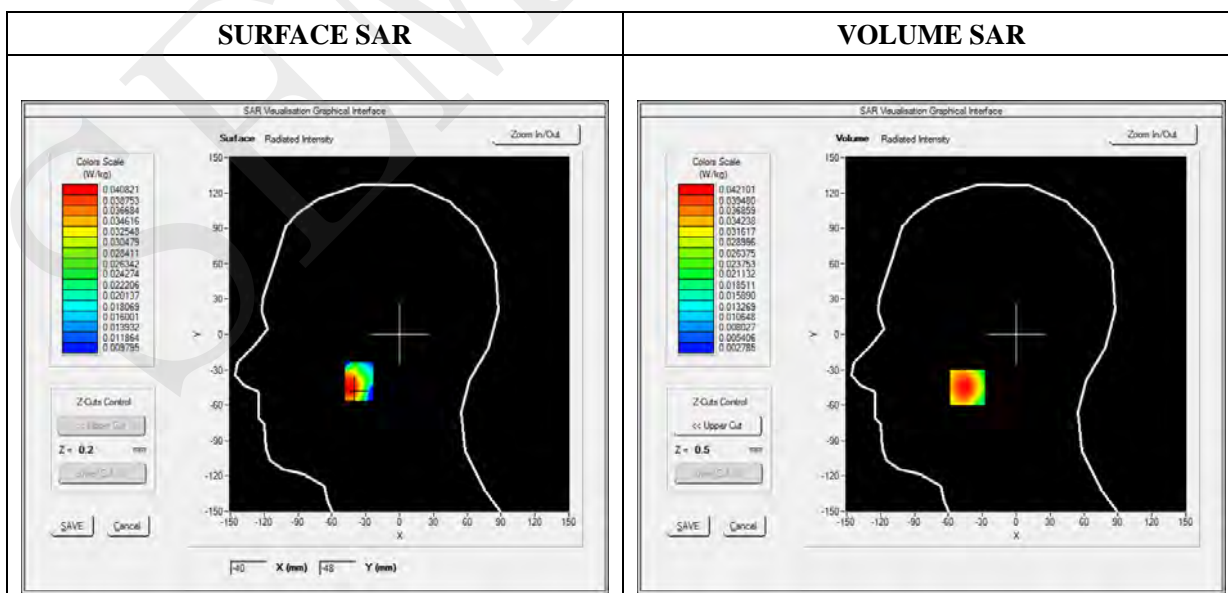 SURFACE SAR
VOLUME SAR
SAR Visualisation Graphical Interface
Surface Radiated Intensity
Zoom In/Out
Colors Scale
(W/kg)
0.040821
0.038753
0.036684
0.034616
0.032548
0.030479
0.028411
0.026342
0.024274
0.022206
0.020137
0.018069
0.016001
0.013932
0.011864
0.009795
150
120
90
60
30
0
-30
-60
-90
-120
-150
Y
-150 -120 -90 -60 -30 0 30 60 90 120 150
X
Z-Cuts Control
<< Upper Cut
Z = 0.2 mm
SAVE Cancel
-40 X (mm) -48 Y (mm)
SAR Visualisation Graphical Interface
Volume Radiated Intensity
Zoom In/Out
Colors Scale
(W/kg)
0.042101
0.039480
0.036859
0.034238
0.031617
0.028996
0.026375
0.023753
0.021132
0.018511
0.015890
0.013269
0.010648
0.008027
0.005406
0.002785
150
120
90
60
30
0
-30
-60
-90
-120
-150
Y
-150 -120 -90 -60 -30 0 30 60 90 120 150
X
Z-Cuts Control
<< Upper Cut
Z = 0.5 mm
SAVE Cancel